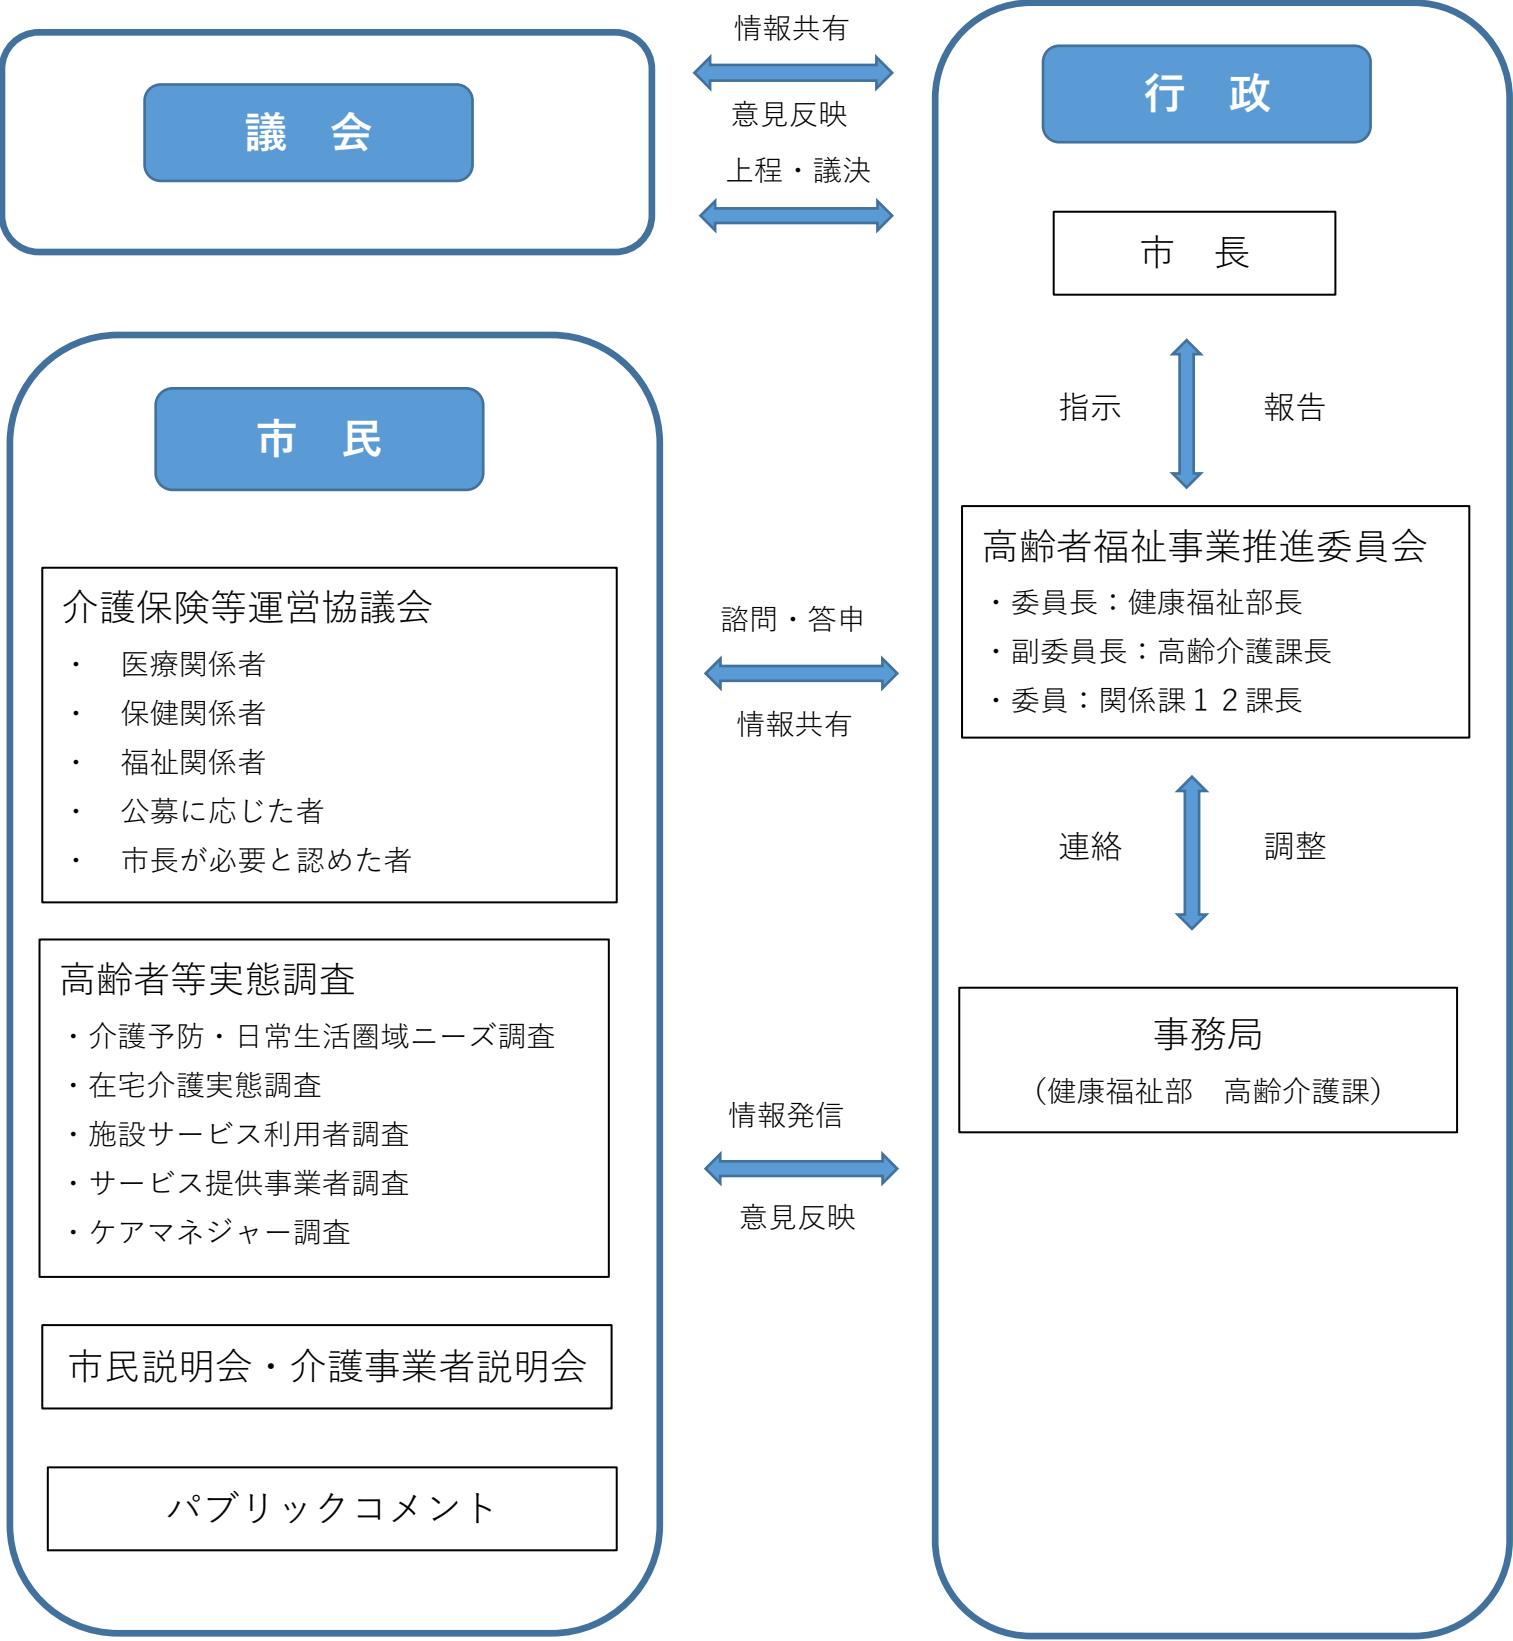 情報共有
意見反映
上程・議決
議　会
市　民
介護保険等運営協議会
・　医療関係者
・　保健関係者
・　福祉関係者
・　公募に応じた者
・　市長が必要と認めた者
高齢者等実態調査
・介護予防・日常生活圏域ニーズ調査
・在宅介護実態調査
・施設サービス利用者調査
・サービス提供事業者調査
・ケアマネジャー調査
市民説明会・介護事業者説明会
パブリックコメント
諮問・答申
情報共有
情報発信
意見反映
行　政
市　長
指示
報告
高齢者福祉事業推進委員会
・委員長：健康福祉部長
・副委員長：高齢介護課長
・委員：関係課１２課長
連絡
調整
事務局
（健康福祉部　高齢介護課）